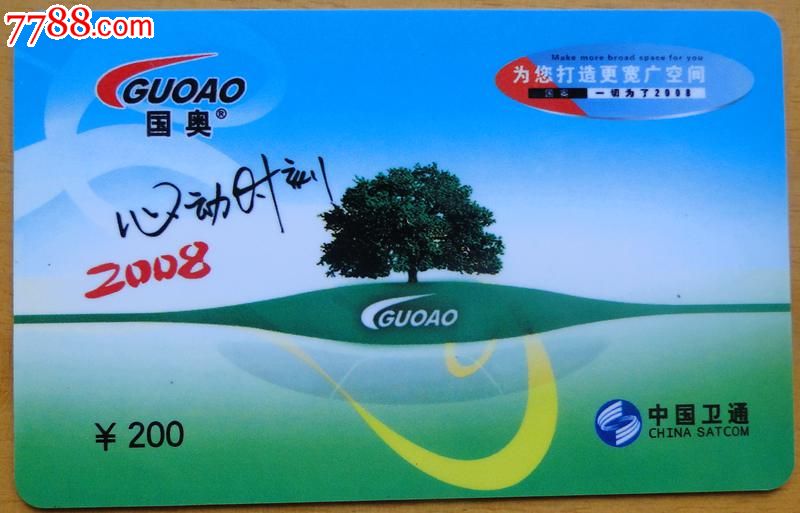 7788.com
GUOAO
国奥®
Make more broad space for you
为您打造更宽广空间
一切为了2008
心动时刻
2008
GUOAO
¥200
中国卫通
CHINA SATCOM